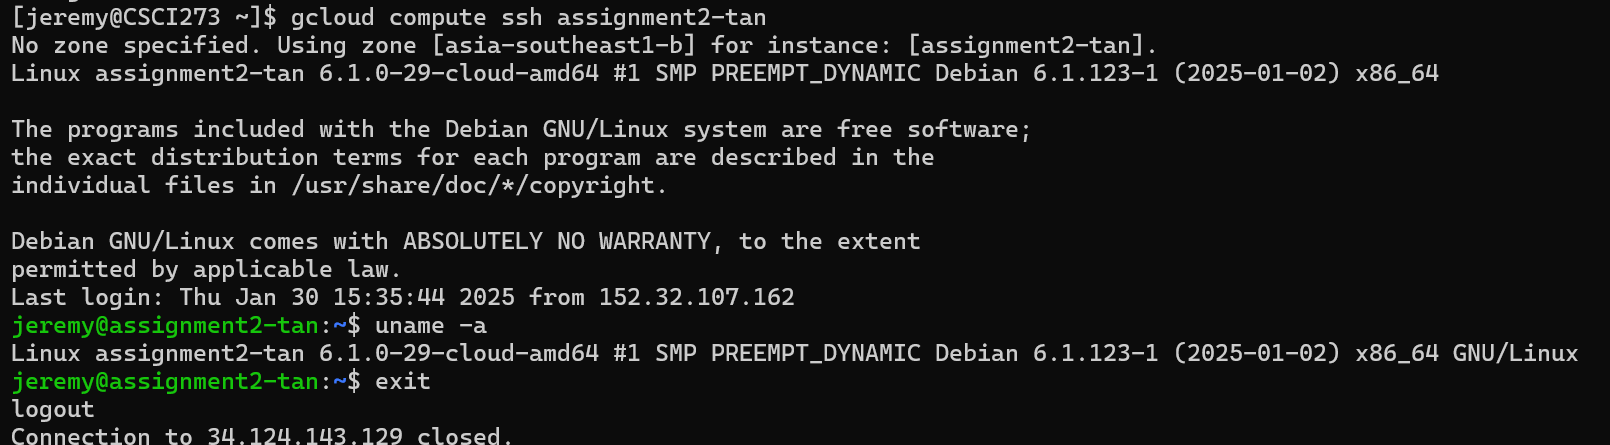 [jeremy@CSCI273 ~]$ gcloud compute ssh assignment2-tan
No zone specified. Using zone [asia-southeast1-b] for instance: [assignment2-tan].
Linux assignment2-tan 6.1.0-29-cloud-amd64 #1 SMP PREEMPT_DYNAMIC Debian 6.1.123-1 (2025-01-02) x86_64
The programs included with the Debian GNU/Linux system are free software;
the exact distribution terms for each program are described in the
individual files in /usr/share/doc/*/copyright.
Debian GNU/Linux comes with ABSOLUTELY NO WARRANTY, to the extent
permitted by applicable law.
Last login: Thu Jan 30 15:35:44 2025 from 152.32.107.162
jeremy@assignment2-tan:~$ uname -a
Linux assignment2-tan 6.1.0-29-cloud-amd64 #1 SMP PREEMPT_DYNAMIC Debian 6.1.123-1 (2025-01-02) x86_64 GNU/Linux
jeremy@assignment2-tan:~$ exit
logout
Connection to 34.124.143.129 closed.